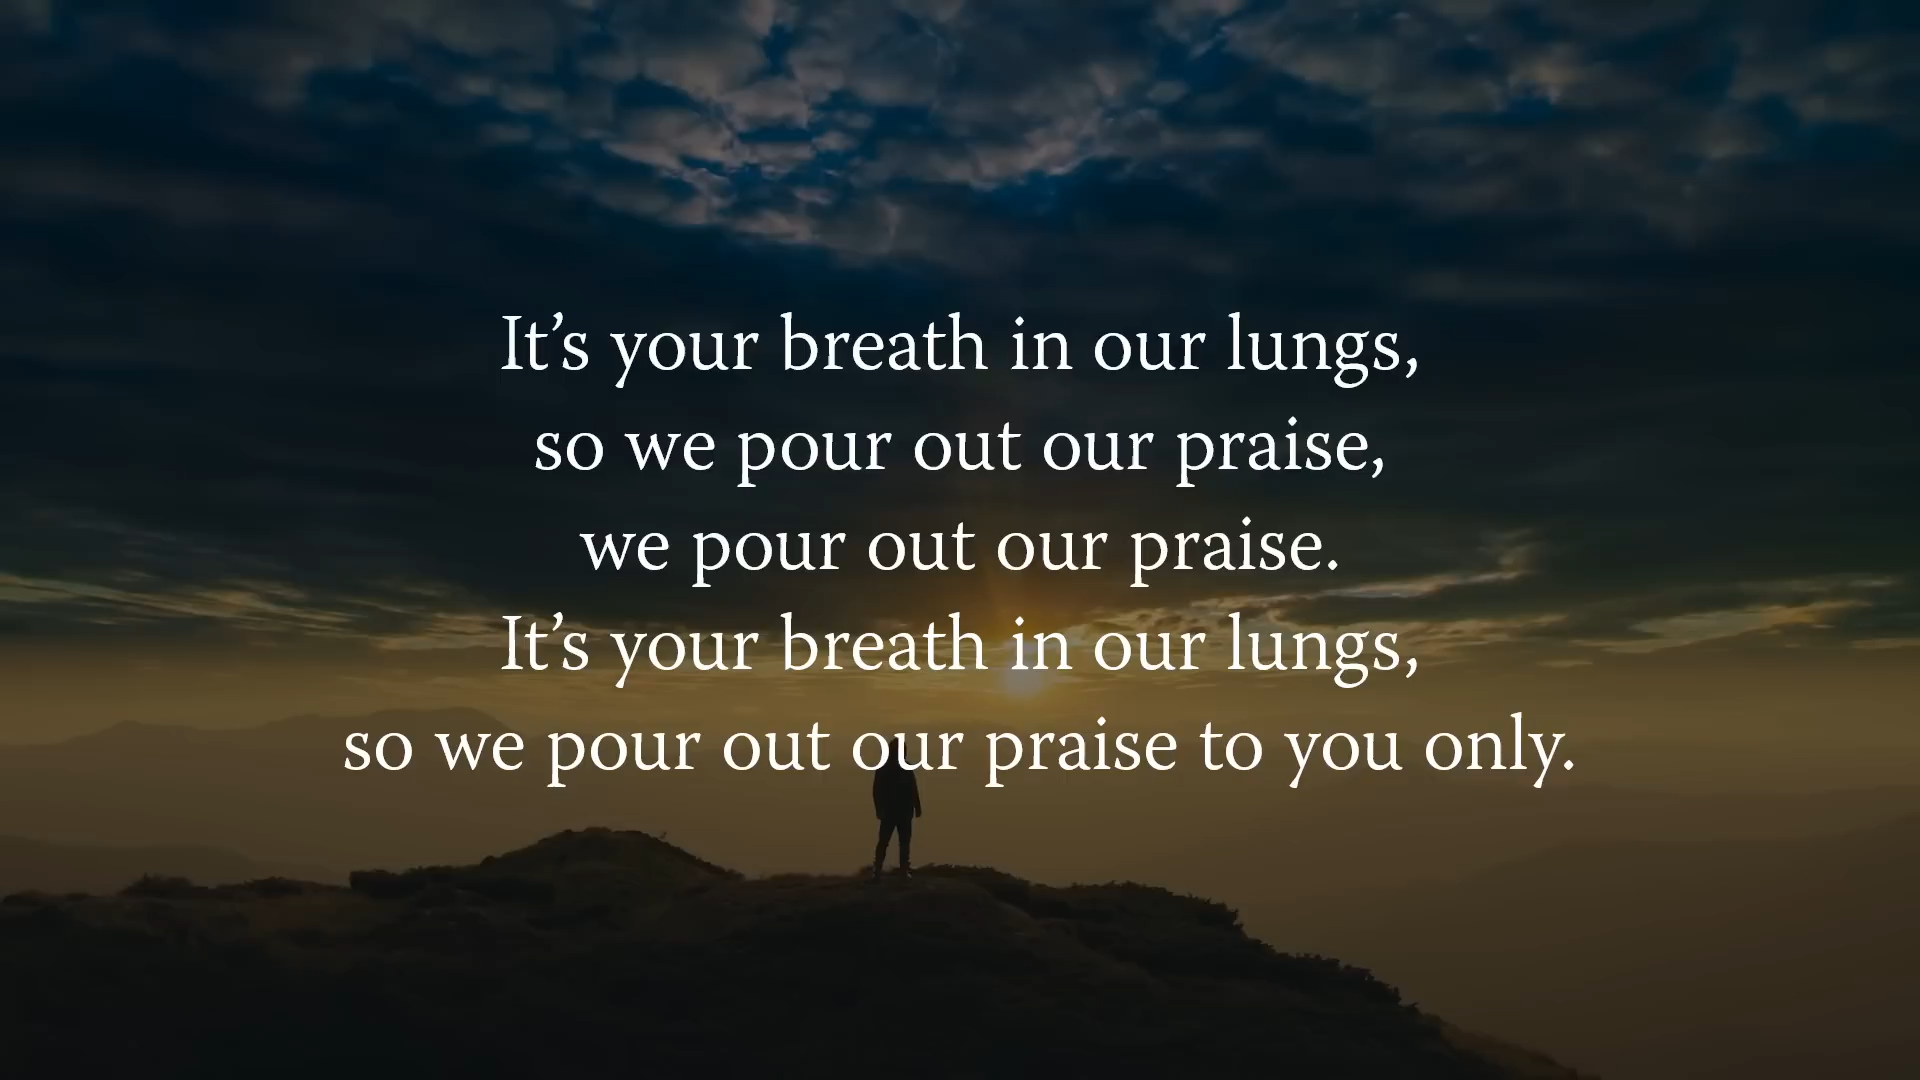 It’s your breath in our lungs,
so we pour out our praise,
we pour out our praise.
It’s your breath in our lungs,
so we pour out our praise to you only.